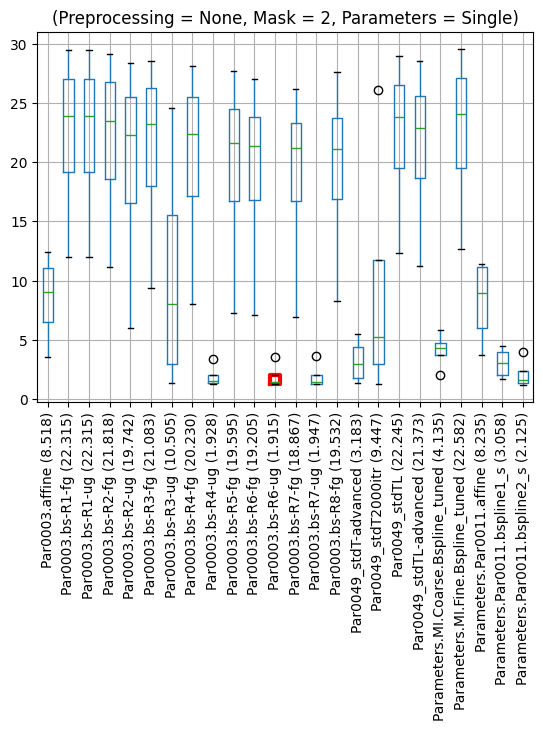 (Preprocessing = None, Mask = 2, Parameters = Single)
30
25
20
15
10
5
0
Par0003.affine (8.518)
Par0003.bs-R1-fg (22.315)
Par0003.bs-R1-ug (22.315)
Par0003.bs-R2-fg (21.818)
Par0003.bs-R2-ug (19.742)
Par0003.bs-R3-fg (21.083)
Par0003.bs-R3-ug (10.505)
Par0003.bs-R4-fg (20.230)
Par0003.bs-R4-ug (1.928)
Par0003.bs-R5-fg (19.595)
Par0003.bs-R6-fg (19.205)
Par0003.bs-R6-ug (1.915)
Par0003.bs-R7-fg (18.867)
Par0003.bs-R7-ug (1.947)
Par0003.bs-R8-fg (19.532)
Par0049_stdT-advanced (3.183)
Par0049_stdT2000itr (9.447)
Par0049_stdTL (22.245)
Par0049_stdTL-advanced (21.373)
Parameters.MI.Coarse.Bspline_tuned (4.135)
Parameters.MI.Fine.Bspline_tuned (22.582)
Parameters.Par0011.affine (8.235)
Parameters.Par0011.bspline1_s (3.058)
Parameters.Par0011.bspline2_s (2.125)